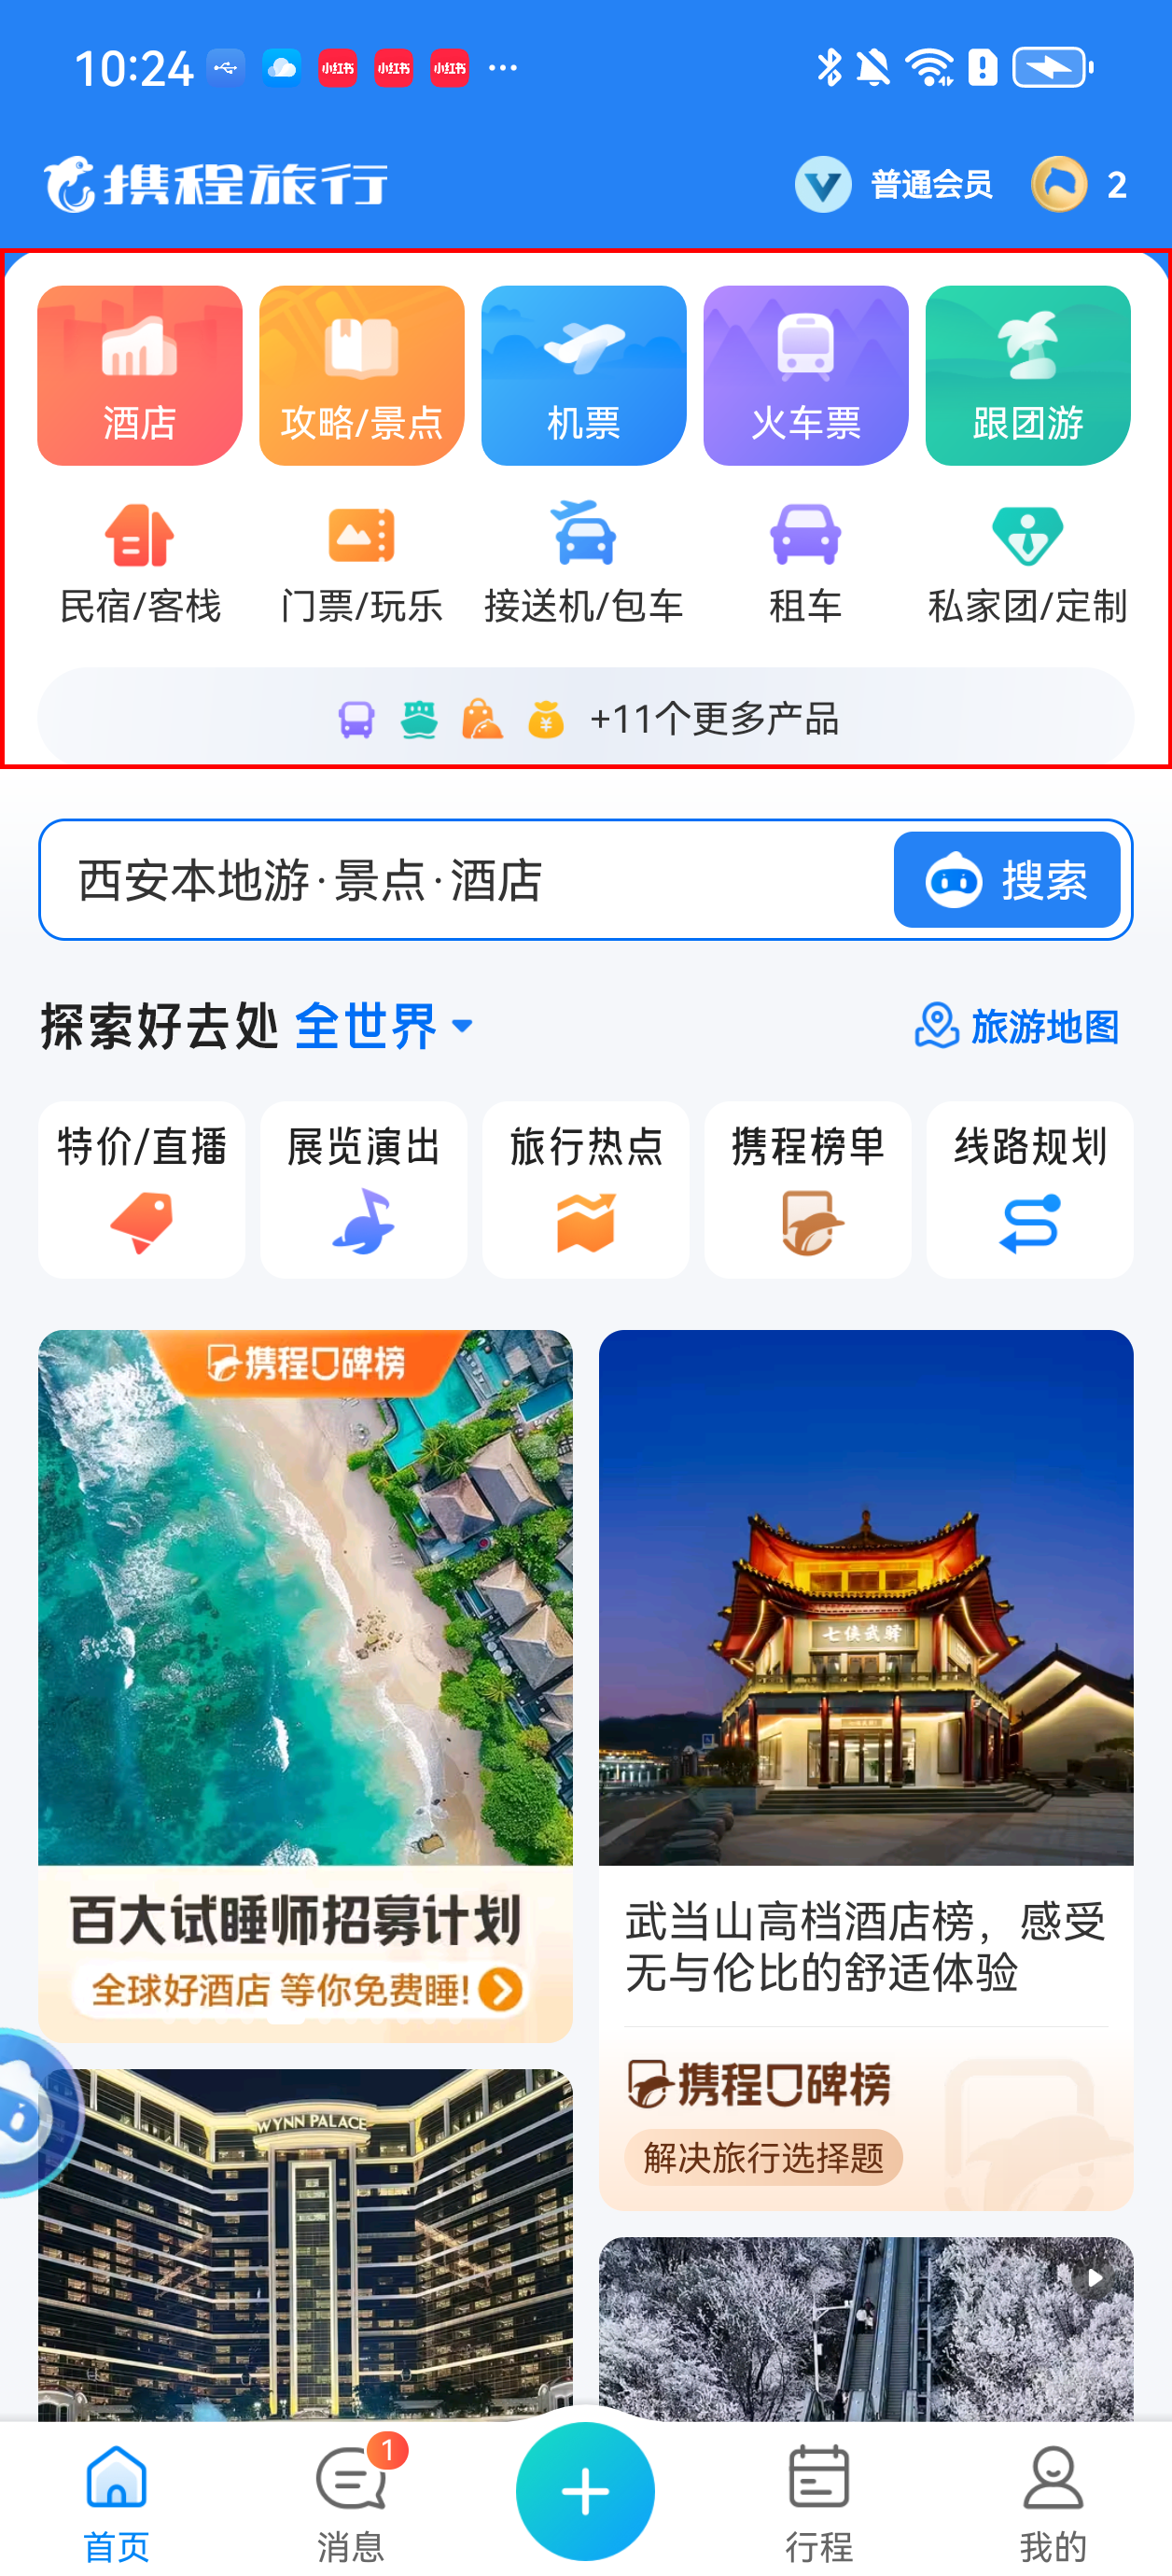 10:24
小红书 小红书 小红书 ...
携程旅行
普通会员 2
酒店 攻略/景点 机票 火车票 跟团游
民宿/客栈 门票/玩乐 接送机/包车 租车 私家团/定制
+11个更多产品
西安本地游·景点·酒店 搜索
探索好去处 全世界 旅游地图
特价/直播 展览演出 旅行热点 携程榜单 线路规划
携程口碑榜
百大试睡师招募计划
全球好酒店 等你免费睡!
七侠武驿
武当山高档酒店榜，感受
无与伦比的舒适体验
携程口碑榜
解决旅行选择题
WYNN PALACE
1
首页 消息 行程 我的